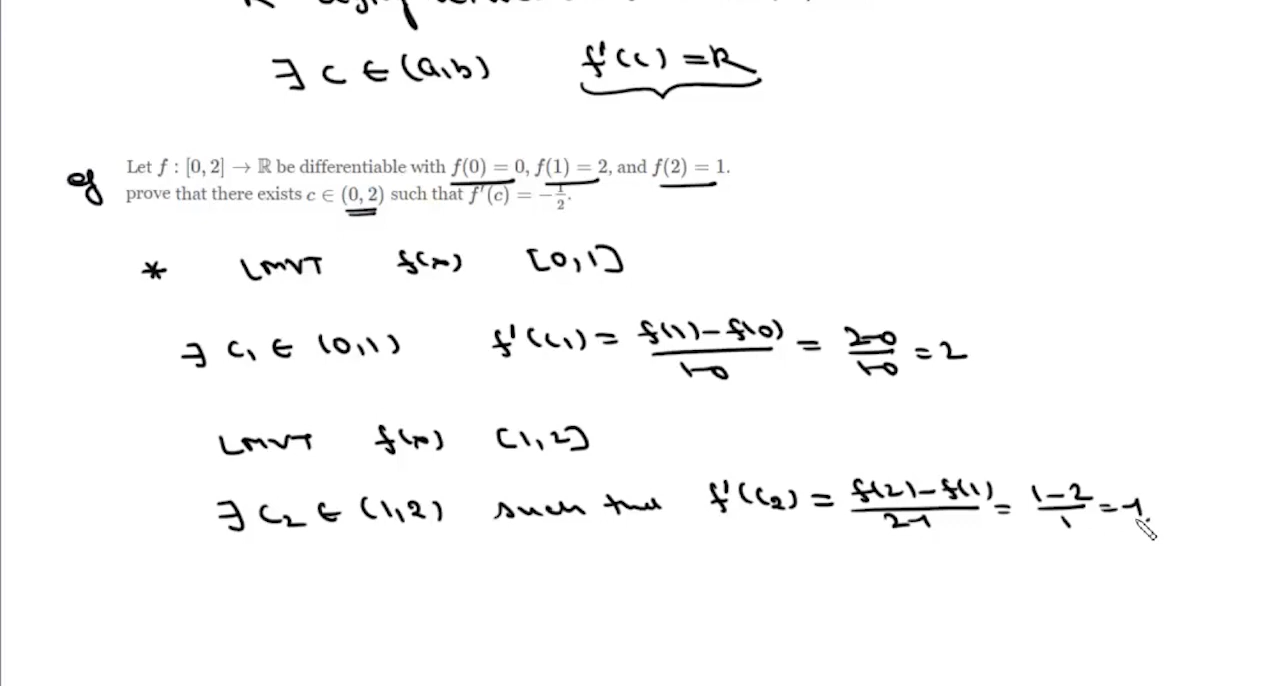 ∃ c ∈ (a,b) f'(c) = k
eg Let f : [0, 2] → ℝ be differentiable with f(0) = 0, f(1) = 2, and f(2) = 1.
prove that there exists c ∈ (0, 2) such that f'(c) = −1/2.
* LMVT f(x) [0,1]
∃ c₁ ∈ (0,1) f'(c₁) = f(1)-f(0)/1-0 = 2-0/1-0 = 2
LMVT f(x) [1,2]
∃ c₂ ∈ (1,2) such that f'(c₂) = f(2)-f(1)/2-1 = 1-2/1 = -1.